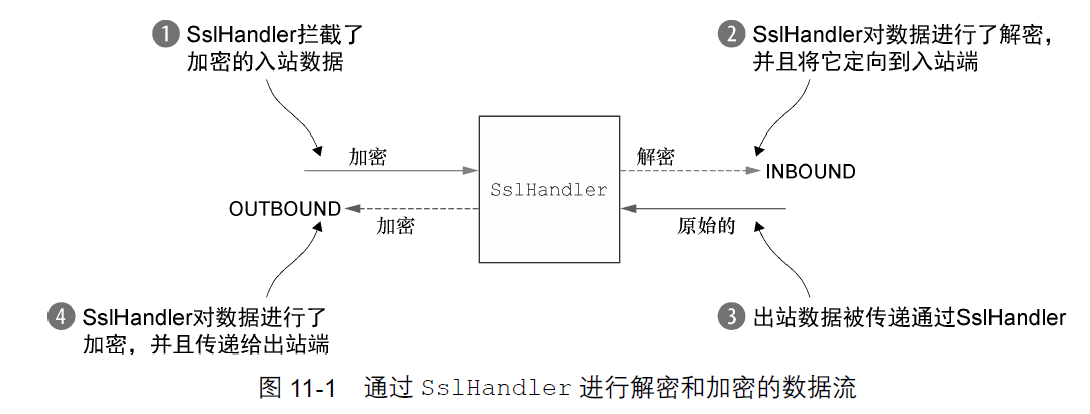 1 SslHandler拦截了
加密的入站数据
2 SslHandler对数据进行了解密，
并且将它定向到入站端
加密
解密
INBOUND
SslHandler
OUTBOUND
加密
原始的
4 SslHandler对数据进行了
加密，并且传递给出站端
3 出站数据被传递通过SslHandler
图 11-1 通过 SslHandler 进行解密和加密的数据流